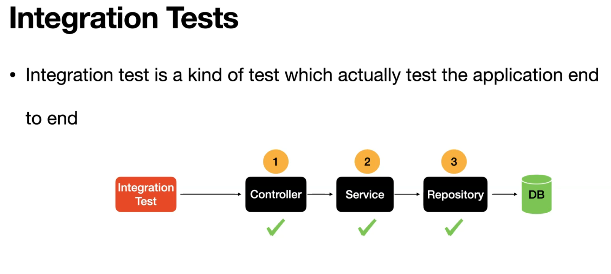 Integration Tests
• Integration test is a kind of test which actually test the application end
to end
1 2 3
Integration
Test
Controller
Service
Repository
DB